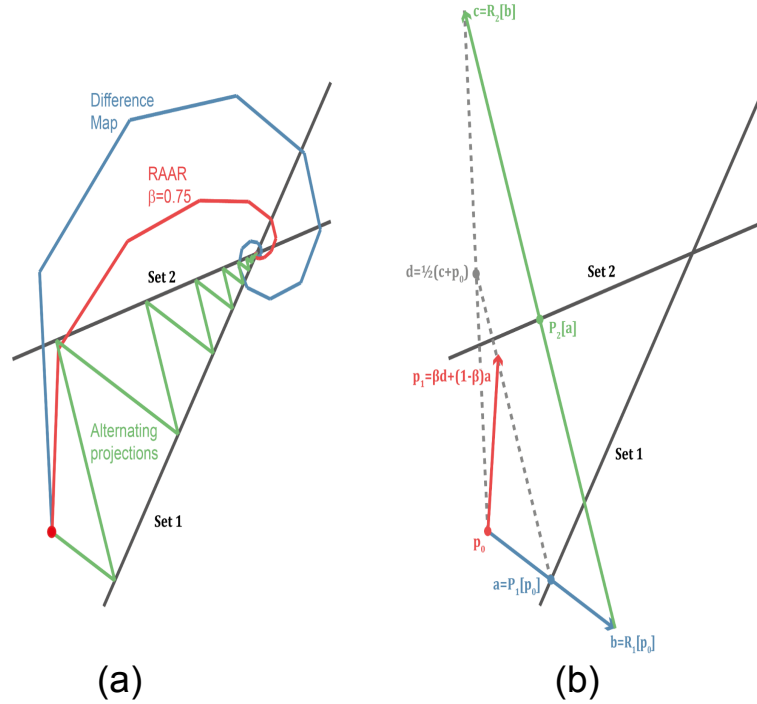 Difference
Map
RAAR
β=0.75
Set 2
Alternating
projections
Set 1
(a)
c=R₂[b]
d=½(c+p₀)
Set 2
P₂[a]
p₁=βd+(1-β)a
Set 1
p₀
a=P₁[p₀]
b=R₁[p₀]
(b)